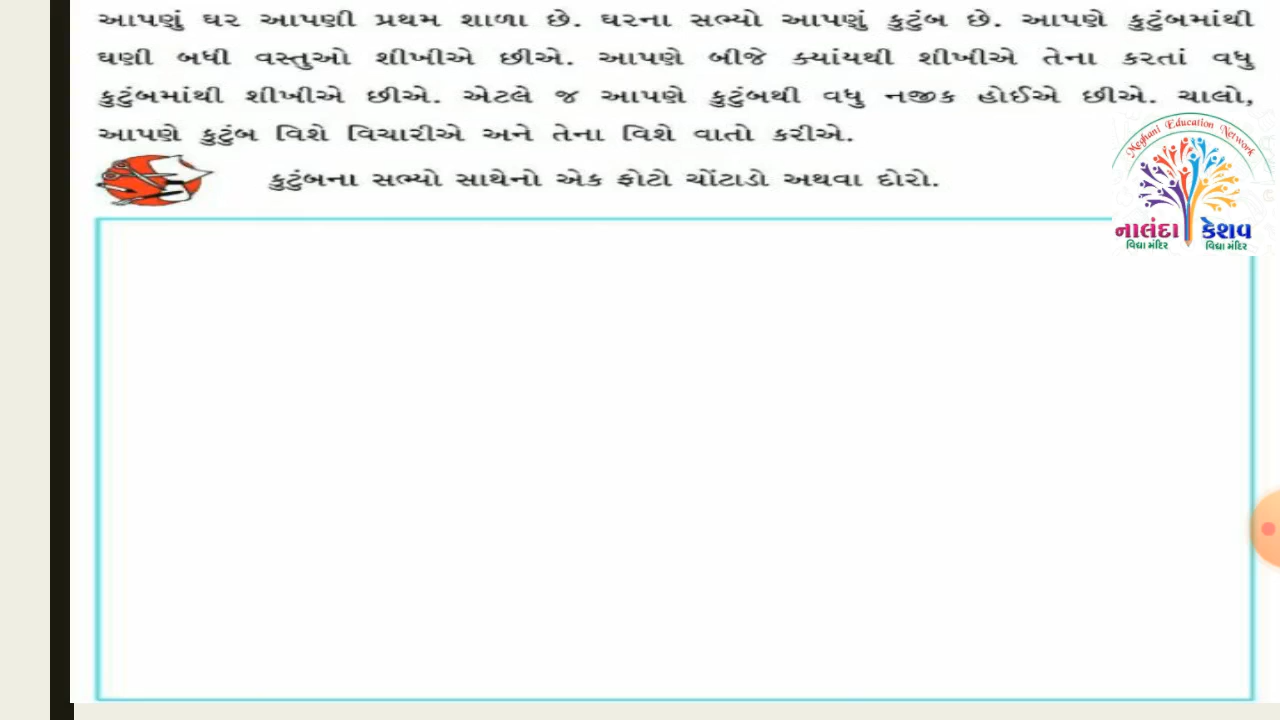 આપણું ઘર આપણી પ્રથમ શાળા છે. ઘરના સભ્યો આપણું કુટુંબ છે. આપણે કુટુંબમાંથી
ઘણી બધી વસ્તુઓ શીખીએ છીએ. આપણે બીજે ક્યાંયથી શીખીએ તેના કરતાં વધુ
કુટુંબમાંથી શીખીએ છીએ. એટલે જ આપણે કુટુંબથી વધુ નજીક હોઈએ છીએ. ચાલો,
આપણે કુટુંબ વિશે વિચારીએ અને તેના વિશે વાતો કરીએ.
કુટુંબના સભ્યો સાથેનો એક ફોટો ચોંટાડો અથવા દોરો.
Meghani Education Network
નાલંદા કેશવ
વિદ્યા મંદિર વિદ્યા મંદિર